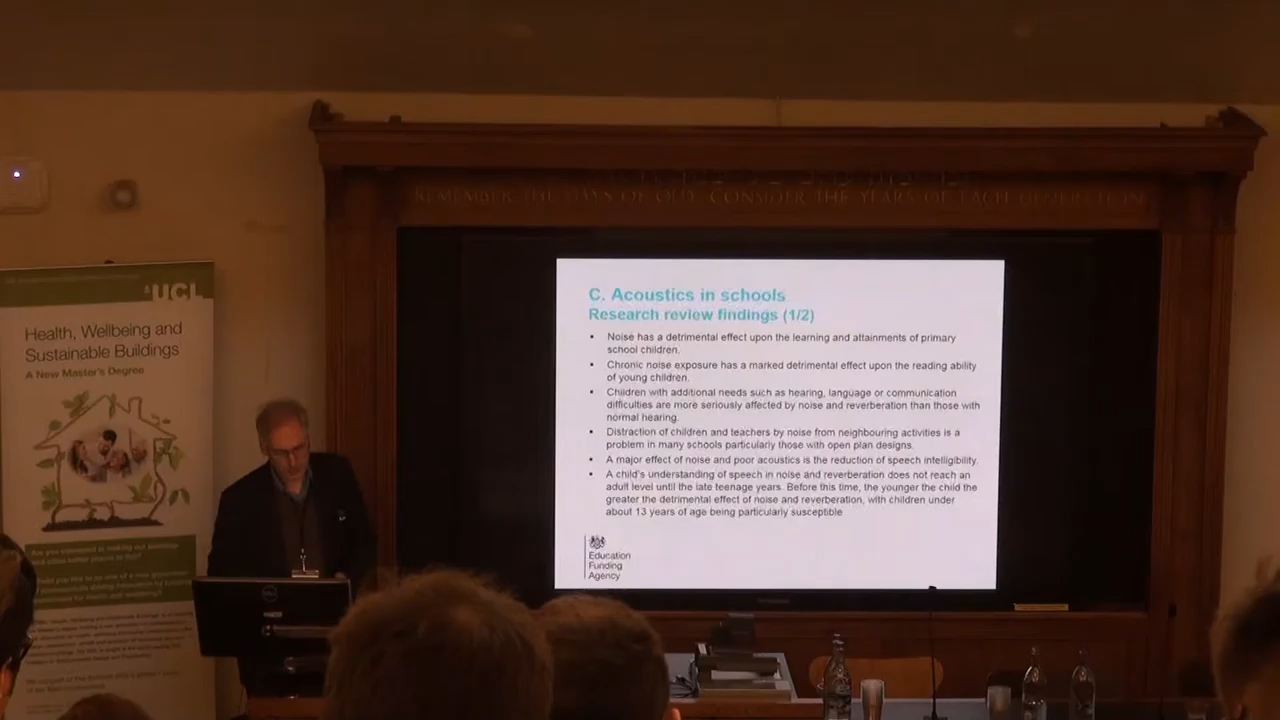 REMEMBER THE DAYS OF OLD CONSIDER THE YEARS OF EACH GENERATION
UCL
Health, Wellbeing and
Sustainable Buildings
A New Master's Degree
C. Acoustics in schools
Research review findings (1/2)
• Noise has a detrimental effect upon the learning and attainments of primary
school children.
• Chronic noise exposure has a marked detrimental effect upon the reading ability
of young children.
• Children with additional needs such as hearing, language or communication
difficulties are more seriously affected by noise and reverberation than those with
normal hearing.
• Distraction of children and teachers by noise from neighbouring activities is a
problem in many schools particularly those with open plan designs.
• A major effect of noise and poor acoustics is the reduction of speech intelligibility.
• A child's understanding of speech in noise and reverberation does not reach an
adult level until the late teenage years. Before this time, the younger the child the
greater the detrimental effect of noise and reverberation, with children under
about 13 years of age being particularly susceptible
Education
Funding
Agency
DELL